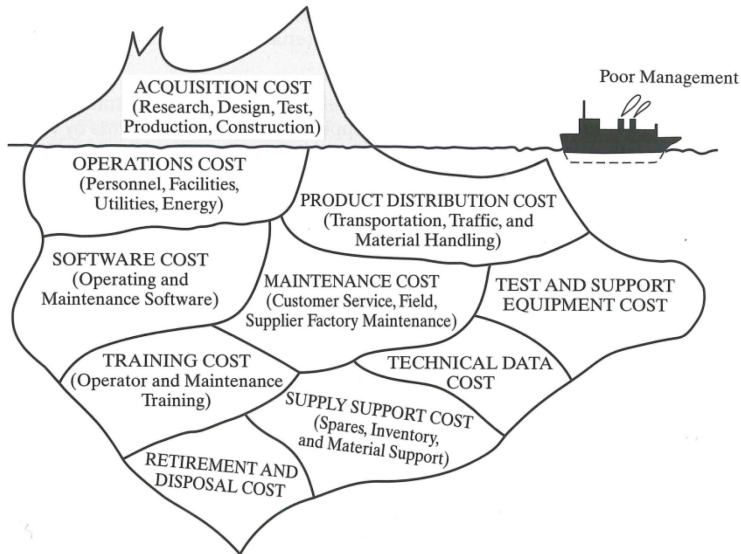 Poor Management
ACQUISITION COST
(Research, Design, Test,
Production, Construction)
OPERATIONS COST
(Personnel, Facilities,
Utilities, Energy)
PRODUCT DISTRIBUTION COST
(Transportation, Traffic, and
Material Handling)
SOFTWARE COST
(Operating and
Maintenance Software)
MAINTENANCE COST
(Customer Service, Field,
Supplier Factory Maintenance)
TEST AND SUPPORT
EQUIPMENT COST
TRAINING COST
(Operator and Maintenance
Training)
TECHNICAL DATA
COST
SUPPLY SUPPORT COST
(Spares, Inventory,
and Material Support)
RETIREMENT AND
DISPOSAL COST